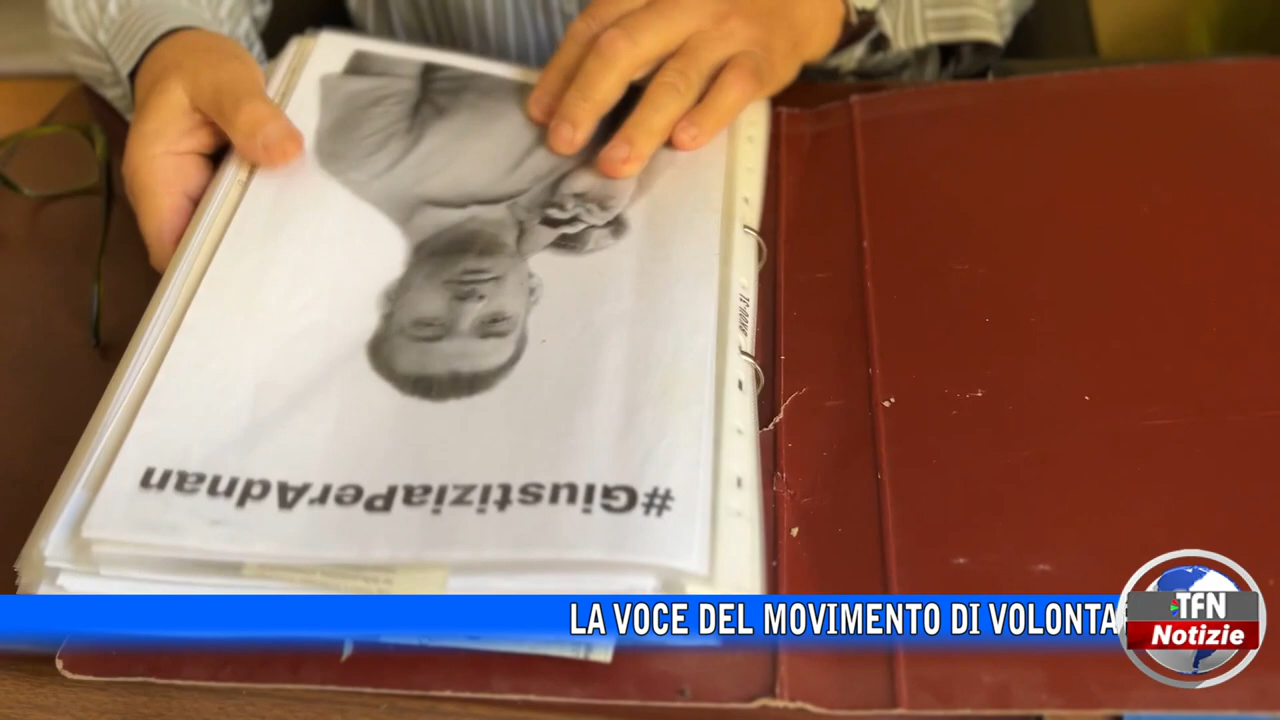 #GiustiziaPerAdnan
LA VOCE DEL MOVIMENTO DI VOLONTA
TFN
Notizie